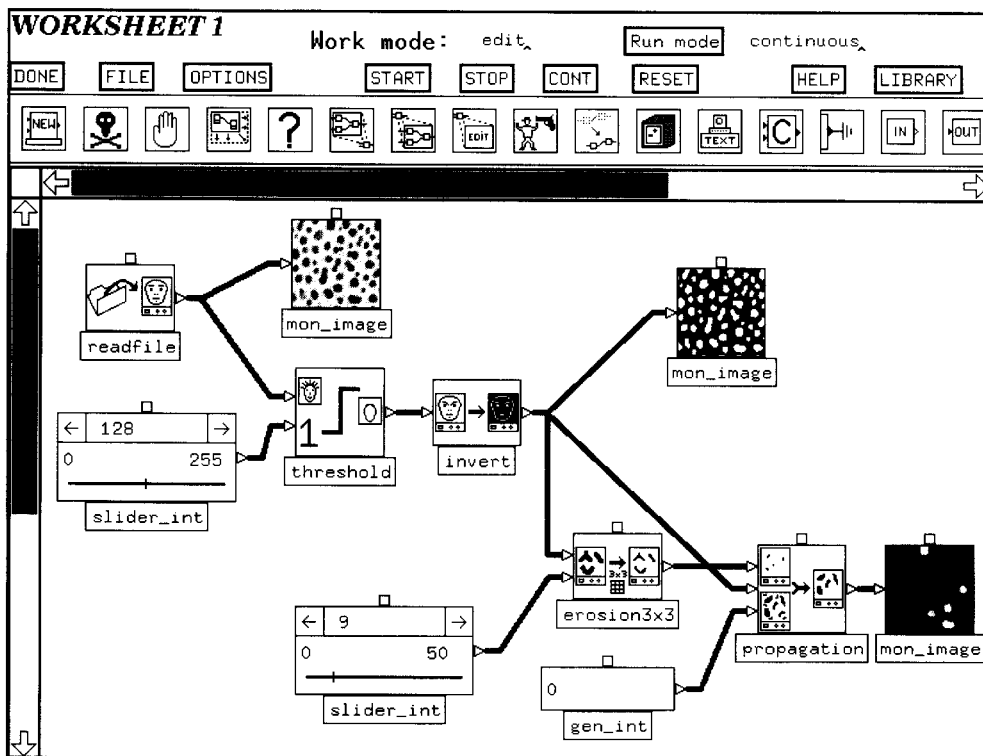 WORKSHEET 1
Work mode: edit Run mode continuous
DONE FILE OPTIONS START STOP CONT RESET HELP LIBRARY
NEW ? EDIT TEXT C IN OUT
mon_image
readfile
mon_image
← 128 →
0 255
1
threshold
invert
slider_int
3x3
erosion3x3
← 9 →
0 50
propagation
mon_image
0
slider_int
gen_int